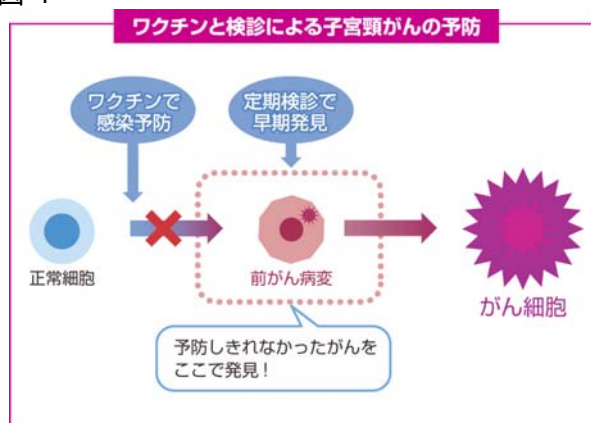 ワクチンと検診による子宮頸がんの予防
ワクチンで
感染予防
定期検診で
早期発見
正常細胞
前がん病変
がん細胞
予防しきれなかったがんを
ここで発見!